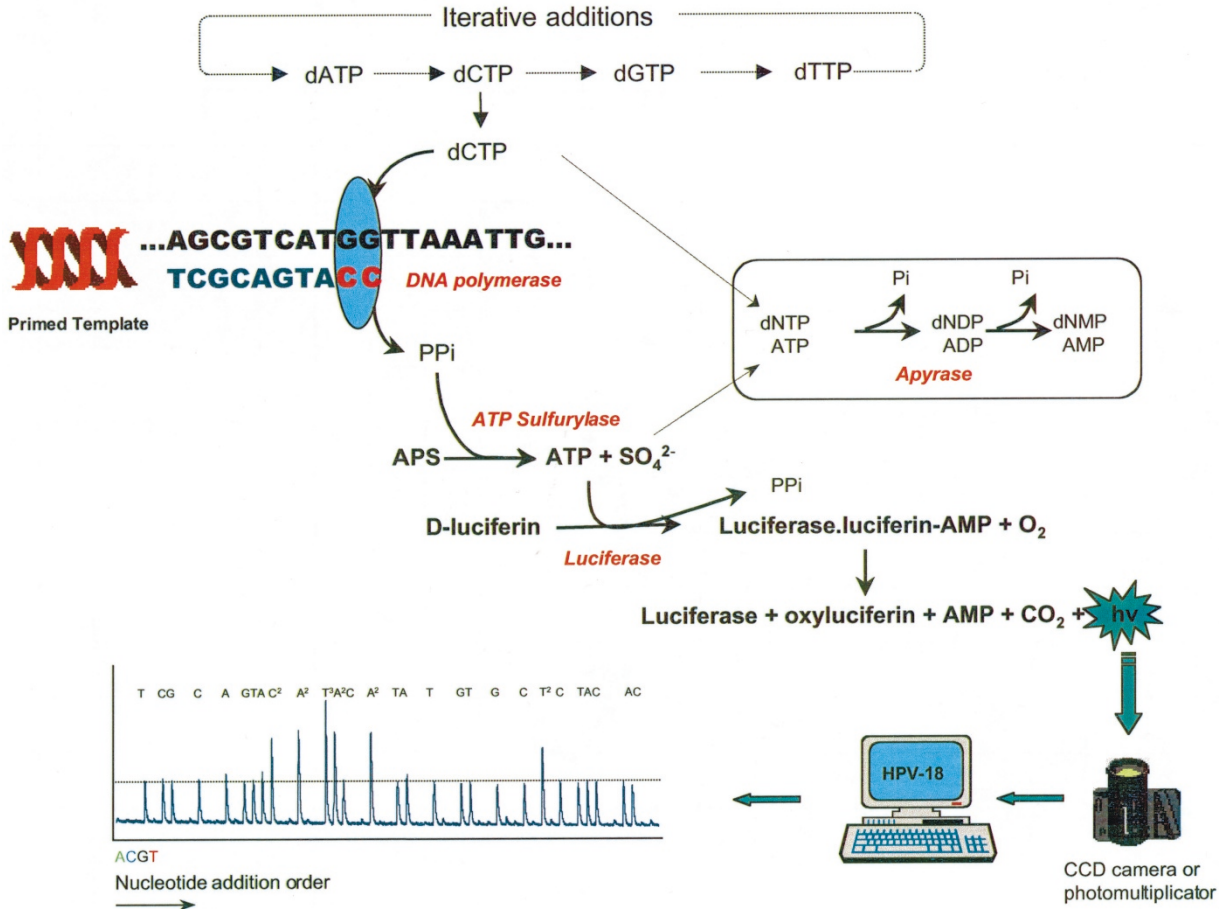 Iterative additions
dATP dCTP dGTP dTTP
dCTP
...AGCGTCATGGTTAAATTG...
TCGCAGTACC DNA polymerase
Primed Template
PPi
Pi Pi
dNTP dNDP dNMP
ATP ADP AMP
Apyrase
ATP Sulfurylase
APS ATP + SO₄²⁻
PPi
D-luciferin Luciferase.luciferin-AMP + O₂
Luciferase
Luciferase + oxyluciferin + AMP + CO₂ + hν
T CG C A GTA C² A² T³A²C A² TA T GT G C T² C TAC AC
HPV-18
ACGT
Nucleotide addition order
CCD camera or
photomultiplicator